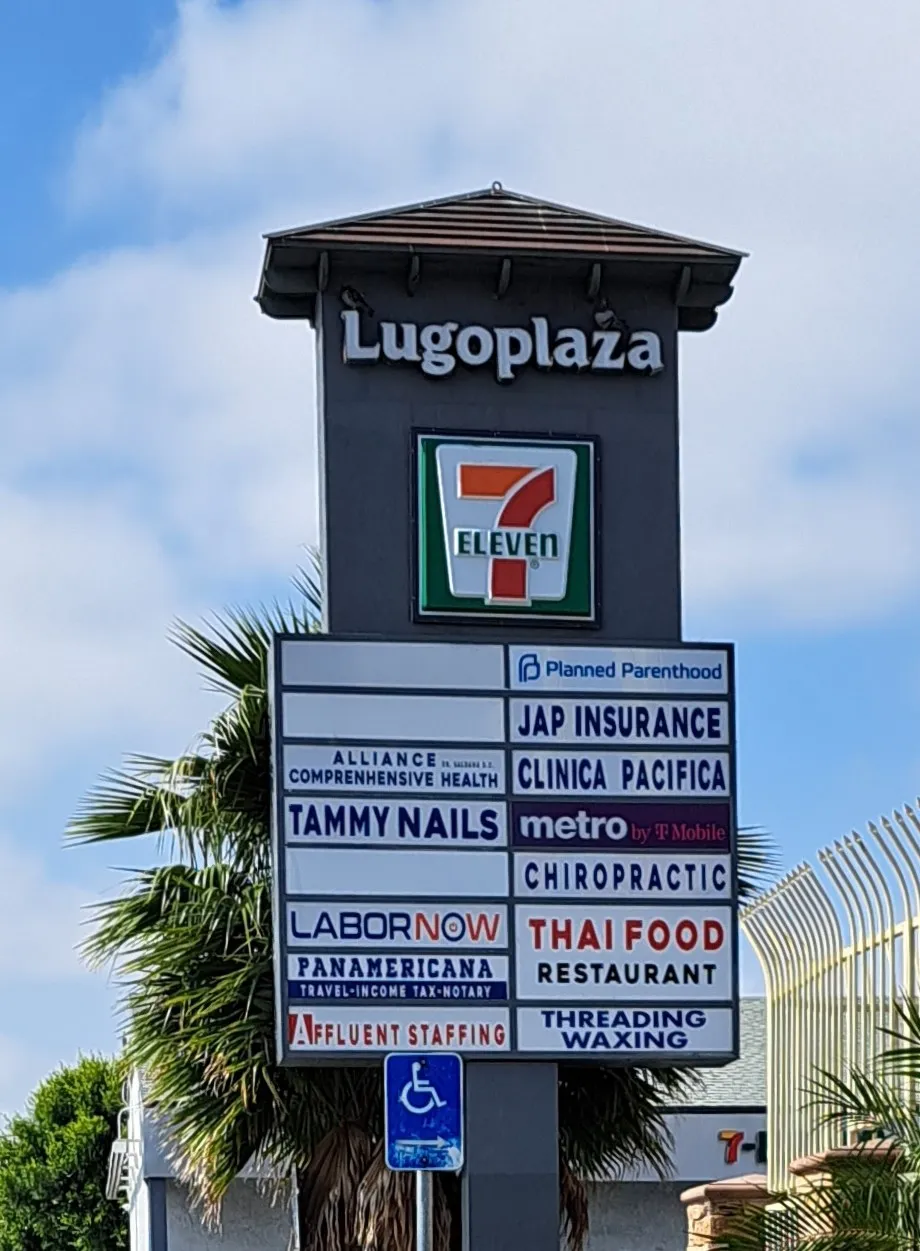 Lugoplaza
7
ELEVEn
Planned Parenthood
JAP INSURANCE
ALLIANCE
COMPRENHENSIVE HEALTH
CLINICA PACIFICA
TAMMY NAILS
metro by T Mobile
CHIROPRACTIC
LABORNOW
THAI FOOD
RESTAURANT
PANAMERICANA
TRAVEL-INCOME TAX-NOTARY
AFFLUENT STAFFING
THREADING
WAXING
7-